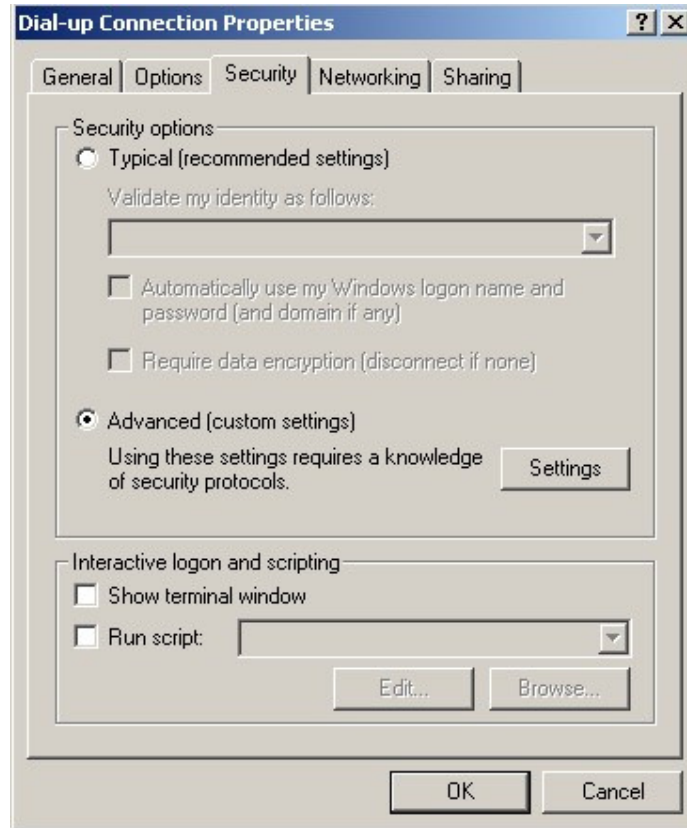 Dial-up Connection Properties
General Options Security Networking Sharing
Security options
Typical (recommended settings)
Validate my identity as follows:
Automatically use my Windows logon name and
password (and domain if any)
Require data encryption (disconnect if none)
Advanced (custom settings)
Using these settings requires a knowledge
of security protocols.
Settings
Interactive logon and scripting
Show terminal window
Run script:
Edit... Browse...
OK Cancel